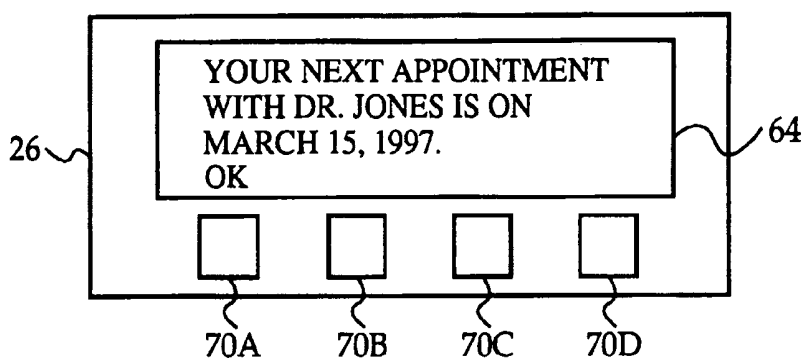 YOUR NEXT APPOINTMENT
WITH DR. JONES IS ON
MARCH 15, 1997.
OK
26
64
70A 70B 70C 70D